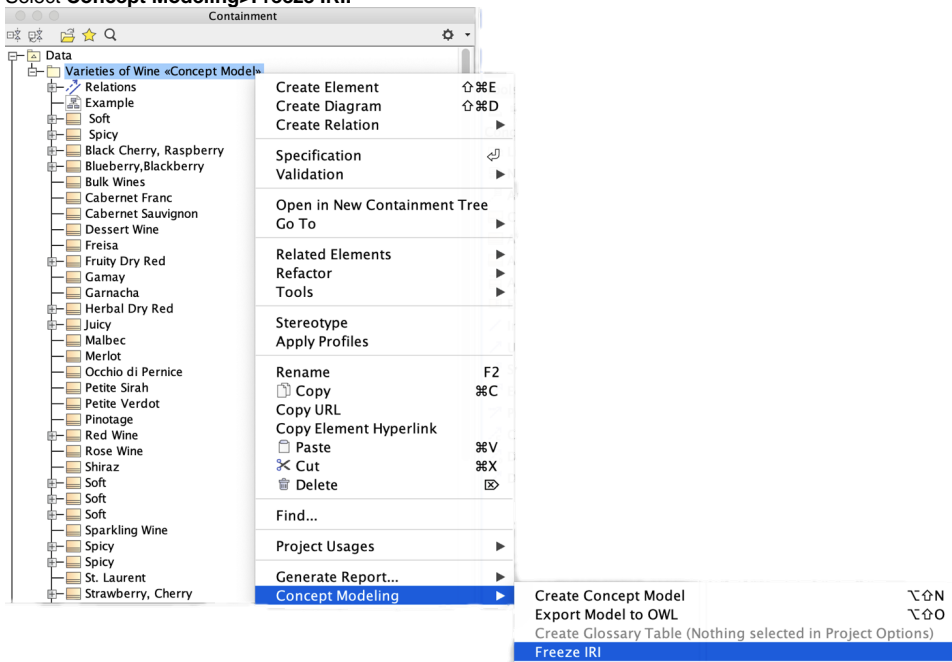 Select Concept Modeling>Freeze IRI.
Containment
Data
Varieties of Wine «Concept Model»
Relations
Example
Soft
Spicy
Black Cherry, Raspberry
Blueberry,Blackberry
Bulk Wines
Cabernet Franc
Cabernet Sauvignon
Dessert Wine
Freisa
Fruity Dry Red
Gamay
Garnacha
Herbal Dry Red
Juicy
Malbec
Merlot
Occhio di Pernice
Petite Sirah
Petite Verdot
Pinotage
Red Wine
Rose Wine
Shiraz
Soft
Soft
Soft
Sparkling Wine
Spicy
Spicy
St. Laurent
Strawberry, Cherry
Create Element ⇧⌘E
Create Diagram ⇧⌘D
Create Relation
Specification ⏎
Validation
Open in New Containment Tree
Go To
Related Elements
Refactor
Tools
Stereotype
Apply Profiles
Rename F2
Copy ⌘C
Copy URL
Copy Element Hyperlink
Paste ⌘V
Cut ⌘X
Delete ⌦
Find...
Project Usages
Generate Report...
Concept Modeling
Create Concept Model ⌥⇧N
Export Model to OWL ⌥⇧O
Create Glossary Table (Nothing selected in Project Options)
Freeze IRI